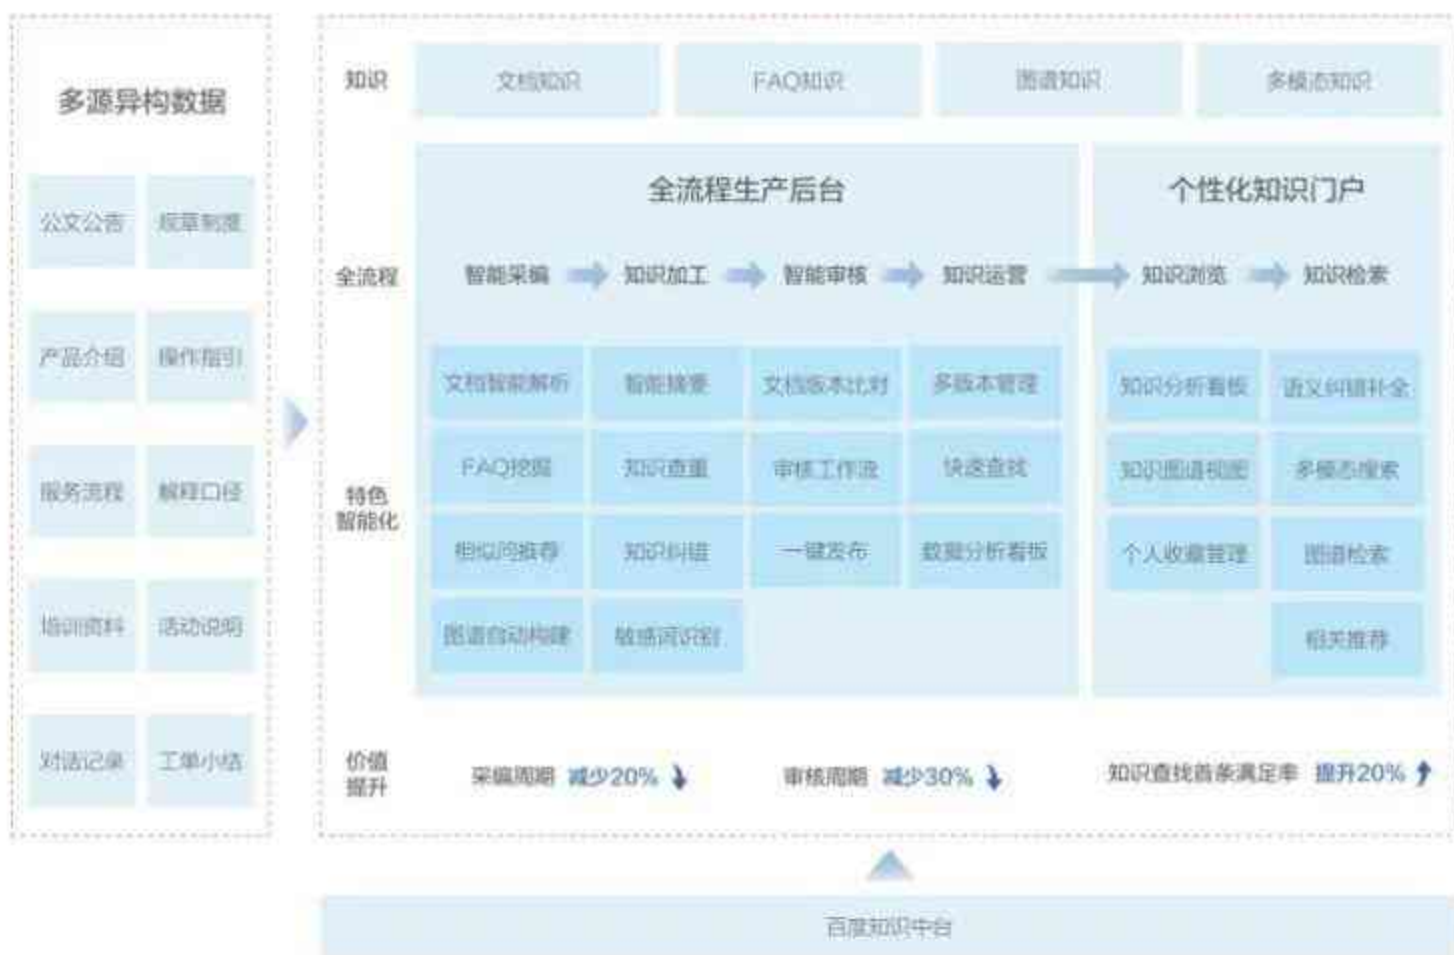 多源异构数据
公文公告 规章制度
产品介绍 操作指引
服务流程 解释口径
培训资料 活动说明
对话记录 工单小结
知识 文档知识 FAQ知识 图谱知识 多模态知识
全流程生产后台 个性化知识门户
全流程 智能采编 知识加工 智能审核 知识运营 知识浏览 知识检索
特色
智能化
文档智能解析 智能摘要 文档版本比对 多版本管理 知识分析看板 语义纠错补全
FAQ挖掘 知识查重 审核工作流 快速查找 知识图谱视图 多模态搜索
相似问推荐 知识纠错 一键发布 数据分析看板 个人收藏管理 图谱检索
图谱自动构建 敏感词识别 相关推荐
价值
提升
采编周期 减少20% 审核周期 减少30% 知识查找首条满足率 提升20%
百度知识中台